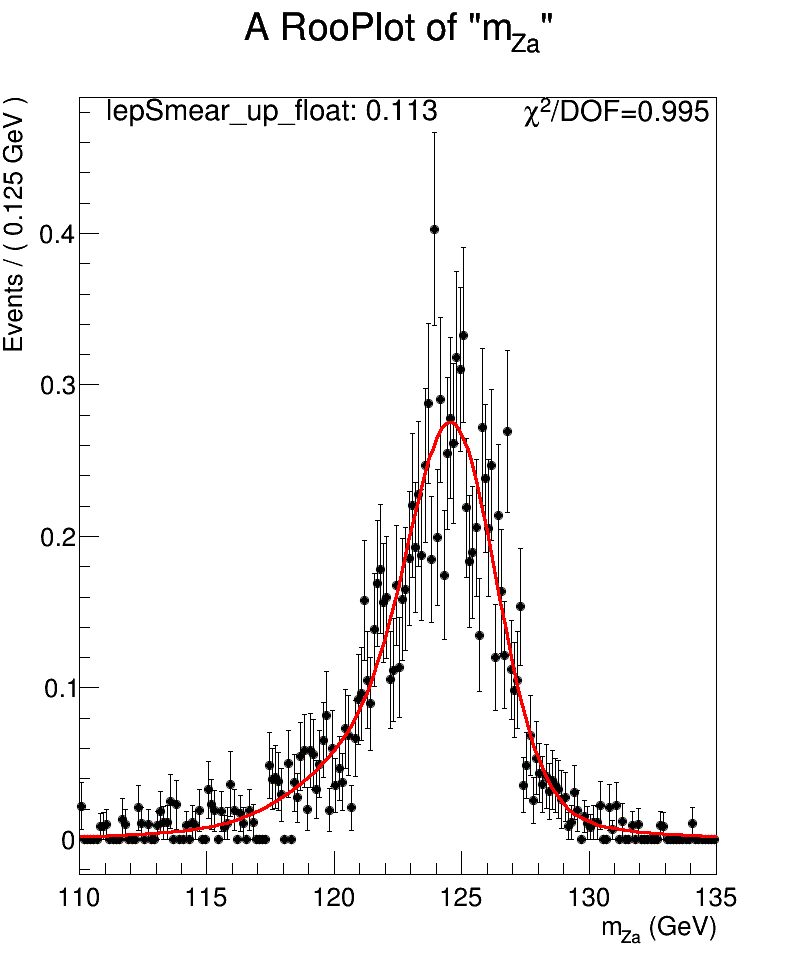 A RooPlot of "m_Za"
lepSmear_up_float: 0.113
χ²/DOF=0.995
Events / ( 0.125 GeV )
0.4
0.3
0.2
0.1
0
110 115 120 125 130 135
m_Za (GeV)